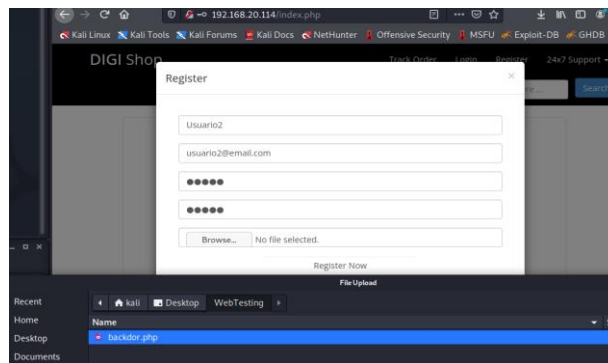 192.168.20.114/index.php
Kali Linux Kali Tools Kali Forums Kali Docs NetHunter Offensive Security MSFU Exploit-DB GHDB
DIGI Shop
Track Order Login Register 24x7 Support
Register
Search
Usuario2
usuario2@email.com
Browse... No file selected.
Register Now
File Upload
Recent
kali Desktop WebTesting
Home
Name
Desktop
backdor.php
Documents